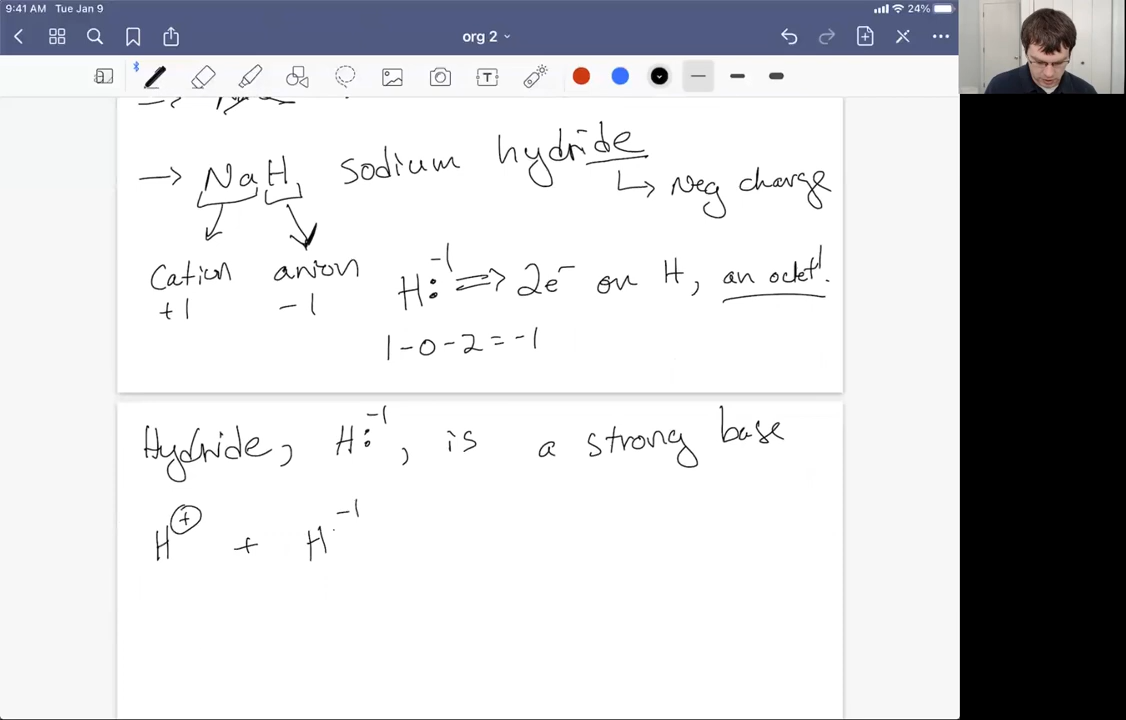 9:41 AM Tue Jan 9
24%
org 2
T
→ NaH sodium hydride
↳ Neg charge
Cation anion H:⁻¹ ⇒ 2e⁻ on H, an octet!.
+1 -1
1-0-2=-1
Hydride, H:⁻¹, is a strong base
H⊕ + H⁻¹